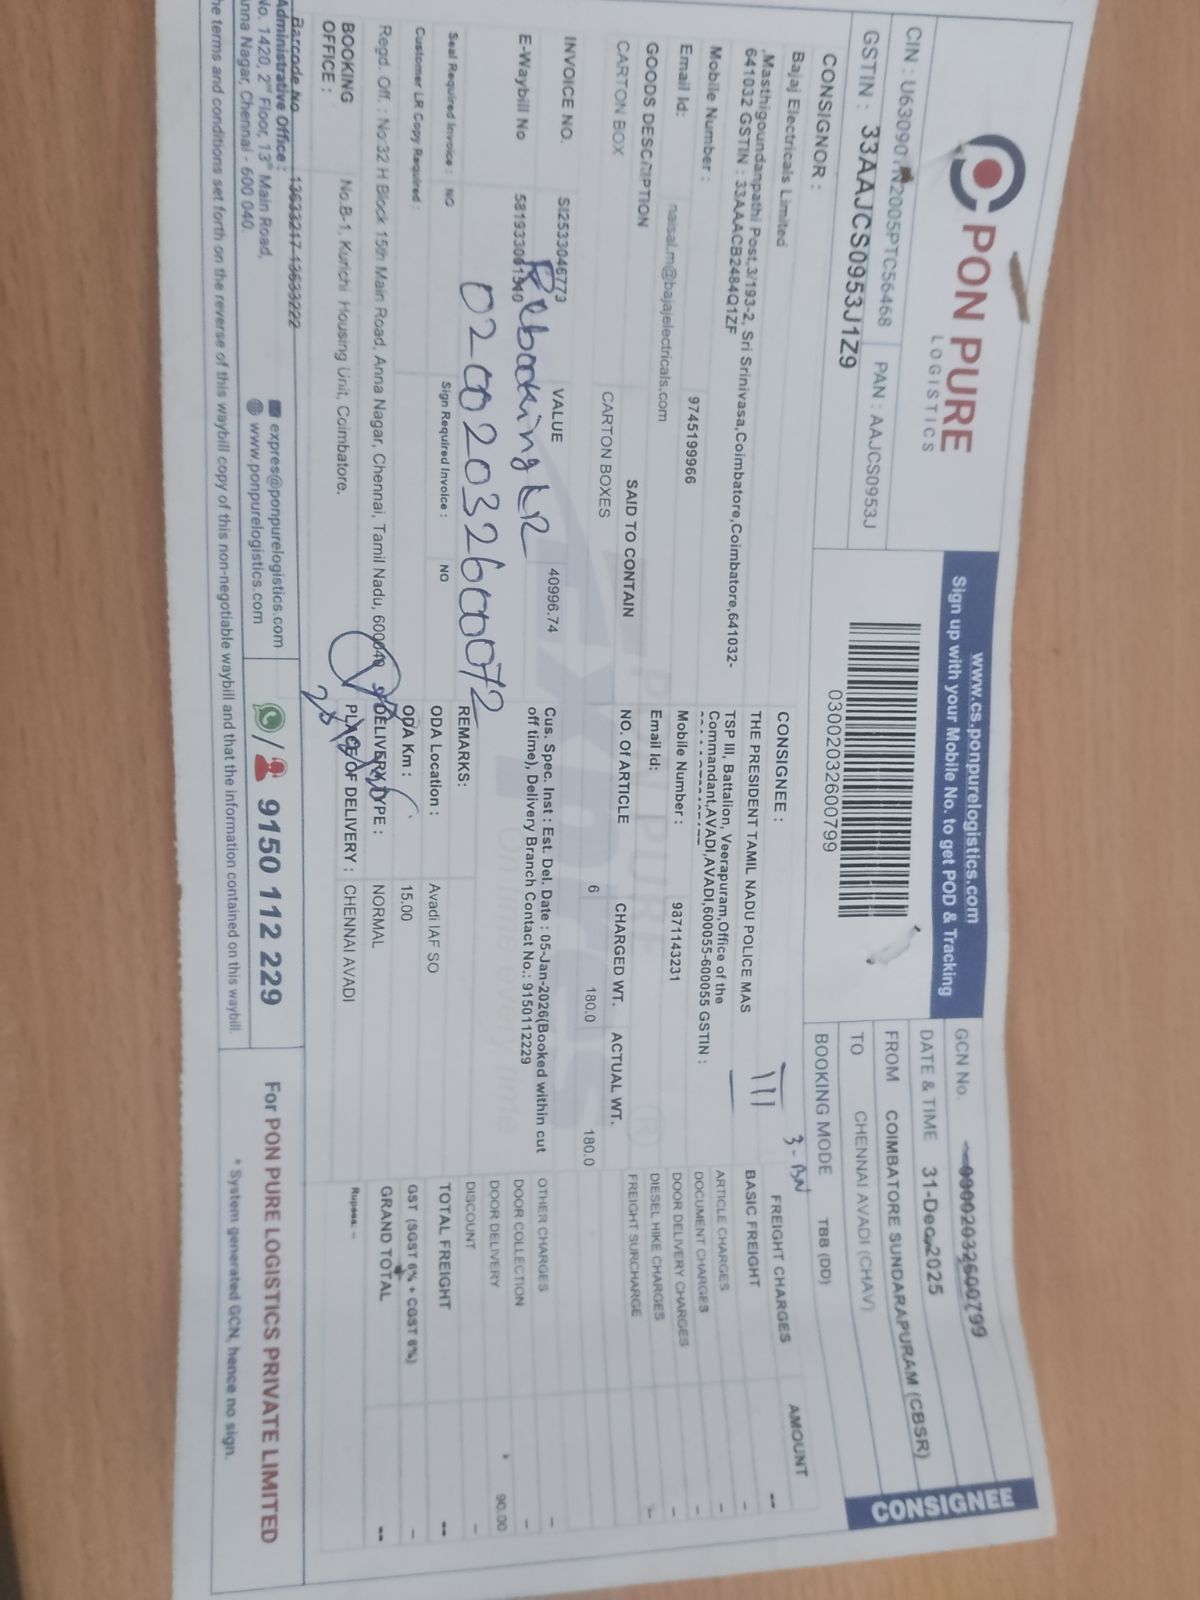 PON PURE
LOGISTICS
CIN : U63090TN2005PTC56468 PAN : AAJCS0953J
GSTIN : 33AAJCS0953J1Z9
www.cs.ponpurelogistics.com
Sign up with your Mobile No. to get POD & Tracking
0300203260079​9
CONSIGNEE
GCN No.
DATE & TIME 31-Dec-2025
FROM COIMBATORE SUNDARAPURAM (CBSR)
TO CHENNAI AVADI (CHAV)
BOOKING MODE TBB (DD)
CONSIGNOR :
Bajaj Electricals Limited
,Masthigoundanpathi Post,3/193-2, Sri Srinivasa,Coimbatore,Coimbatore,641032-
641032 GSTIN : 33AAACB2484Q1ZF
Mobile Number : 9745199966
Email Id: naisal.m@bajajelectricals.com
CONSIGNEE :
THE PRESIDENT TAMIL NADU POLICE MAS
TSP III, Battalion, Veerapuram,Office of the
Commandant,AVADI,AVADI,600055-600055 GSTIN :
Mobile Number : 9371143231
Email Id:
GOODS DESCRIPTION SAID TO CONTAIN NO. Of ARTICLE CHARGED WT. ACTUAL WT.
CARTON BOX CARTON BOXES 6 180.0 180.0
INVOICE NO. SI2533046773 VALUE 40996.74
E-Waybill No 581933061540
Rebooking LR
02002032600072
Cus. Spec. Inst : Est. Del. Date : 05-Jan-2026(Booked within cut
off time), Delivery Branch Contact No.: 9150112229
Seal Required Invoice : NO Sign Required Invoice : NO
Customer LR Copy Required :
REMARKS:
ODA Location : Avadi IAF SO
ODA Km : 15.00
DELIVERY TYPE : NORMAL
PLACE OF DELIVERY : CHENNAI AVADI
Regd. Off. : No:32 H Block 15th Main Road, Anna Nagar, Chennai, Tamil Nadu, 600040
BOOKING
OFFICE : No.B-1, Kurichi Housing Unit, Coimbatore.
Barcode No 13633217-13633222
FREIGHT CHARGES AMOUNT
BASIC FREIGHT --
ARTICLE CHARGES -
DOCUMENT CHARGES -
DOOR DELIVERY CHARGES -
DIESEL HIKE CHARGES -
FREIGHT SURCHARGE
OTHER CHARGES -
DOOR COLLECTION -
DOOR DELIVERY 90.00
DISCOUNT -
TOTAL FREIGHT --
GST (SGST 6% + CGST 6%) -
GRAND TOTAL --
Rupees: --
Administrative Office :
No. 1420, 2nd Floor, 13th Main Road,
Anna Nagar, Chennai - 600 040.
expres@ponpurelogistics.com
www.ponpurelogistics.com
9150 112 229
For PON PURE LOGISTICS PRIVATE LIMITED
* System generated GCN, hence no sign.
he terms and conditions set forth on the reverse of this waybill copy of this non-negotiable waybill and that the information contained on this waybill.